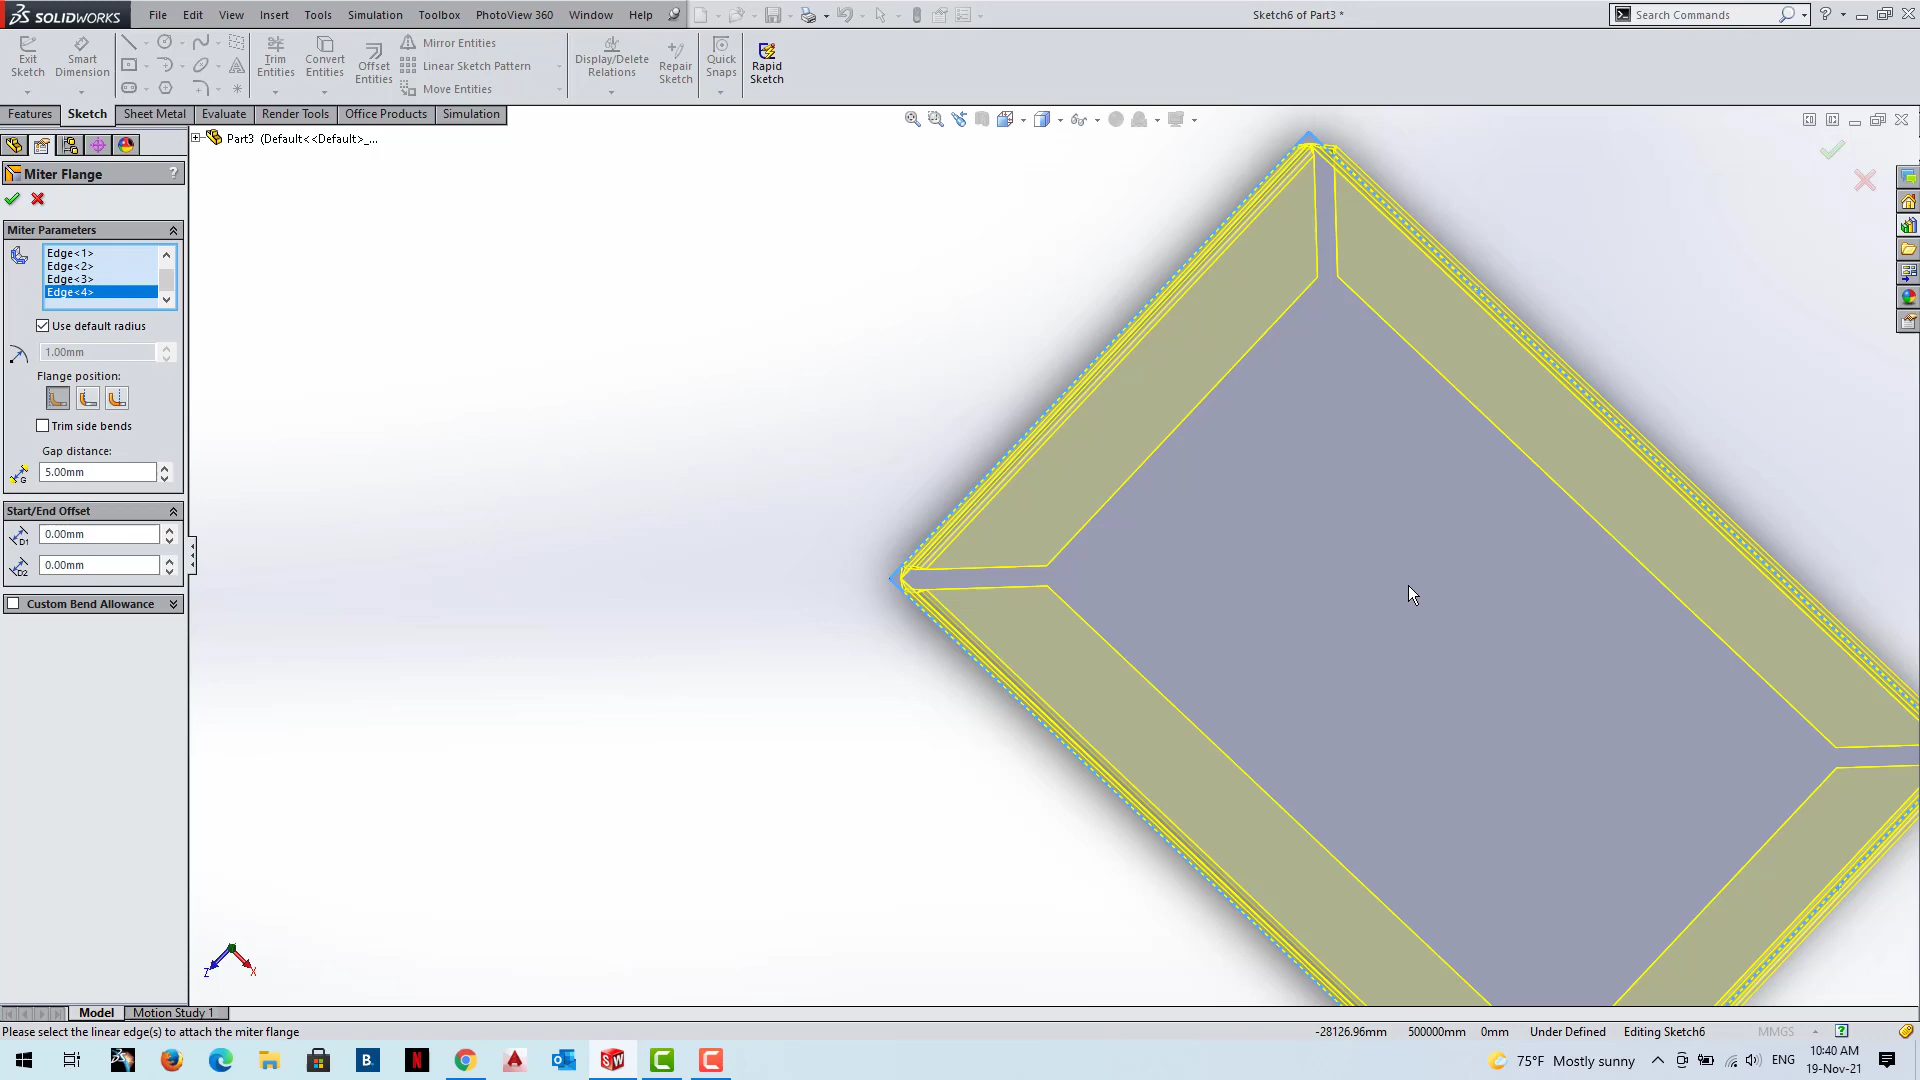 SOLIDWORKS File Edit View Insert Tools Simulation Toolbox PhotoView 360 Window Help Sketch6 of Part3 * Search Commands
Exit Sketch
Smart Dimension
Trim Entities
Convert Entities
Offset Entities
Mirror Entities
Linear Sketch Pattern
Move Entities
Display/Delete Relations
Repair Sketch
Quick Snaps
Rapid Sketch
Features Sketch Sheet Metal Evaluate Render Tools Office Products Simulation
Part3 (Default<<Default>_...
Miter Flange ?
Miter Parameters
Edge<1>
Edge<2>
Edge<3>
Edge<4>
Use default radius
1.00mm
Flange position:
Trim side bends
Gap distance:
G 5.00mm
Start/End Offset
D1 0.00mm
D2 0.00mm
Custom Bend Allowance
Z X
Model Motion Study 1
Please select the linear edge(s) to attach the miter flange -28126.96mm 500000mm 0mm Under Defined Editing Sketch6 MMGS ?
75°F Mostly sunny ENG 10:40 AM
19-Nov-21